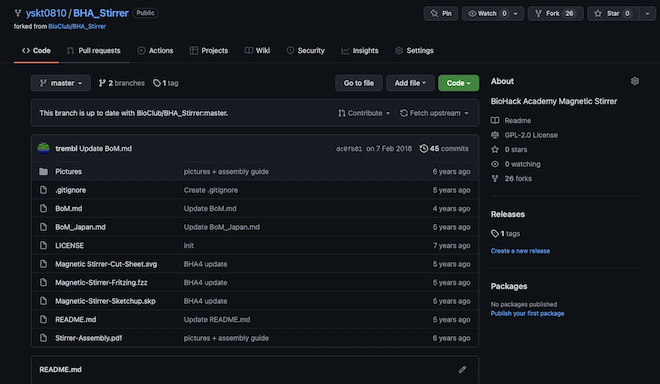 yskt0810 / BHA_Stirrer Public
Pin
Watch 0
Fork 26
Star 0
forked from BioClub/BHA_Stirrer
Code
Pull requests
Actions
Projects
Wiki
Security
Insights
Settings
master
2 branches
1 tag
Go to file
Add file
Code
This branch is up to date with BioClub/BHA_Stirrer:master.
Contribute
Fetch upstream
trembl Update BoM.md
dc0fb81 on 7 Feb 2018
45 commits
Pictures pictures + assembly guide 6 years ago
.gitignore Create .gitignore 5 years ago
BoM.md Update BoM.md 4 years ago
BoM_Japan.md Update BoM_Japan.md 5 years ago
LICENSE init 7 years ago
Magnetic Stirrer-Cut-Sheet.svg BHA4 update 5 years ago
Magnetic-Stirrer-Fritzing.fzz BHA4 update 5 years ago
Magnetic-Stirrer-Sketchup.skp BHA4 update 5 years ago
README.md Update README.md 5 years ago
Stirrer-Assembly.pdf pictures + assembly guide 6 years ago
README.md
About
BioHack Academy Magnetic Stirrer
Readme
GPL-2.0 License
0 stars
0 watching
26 forks
Releases
1 tags
Create a new release
Packages
No packages published
Publish your first package